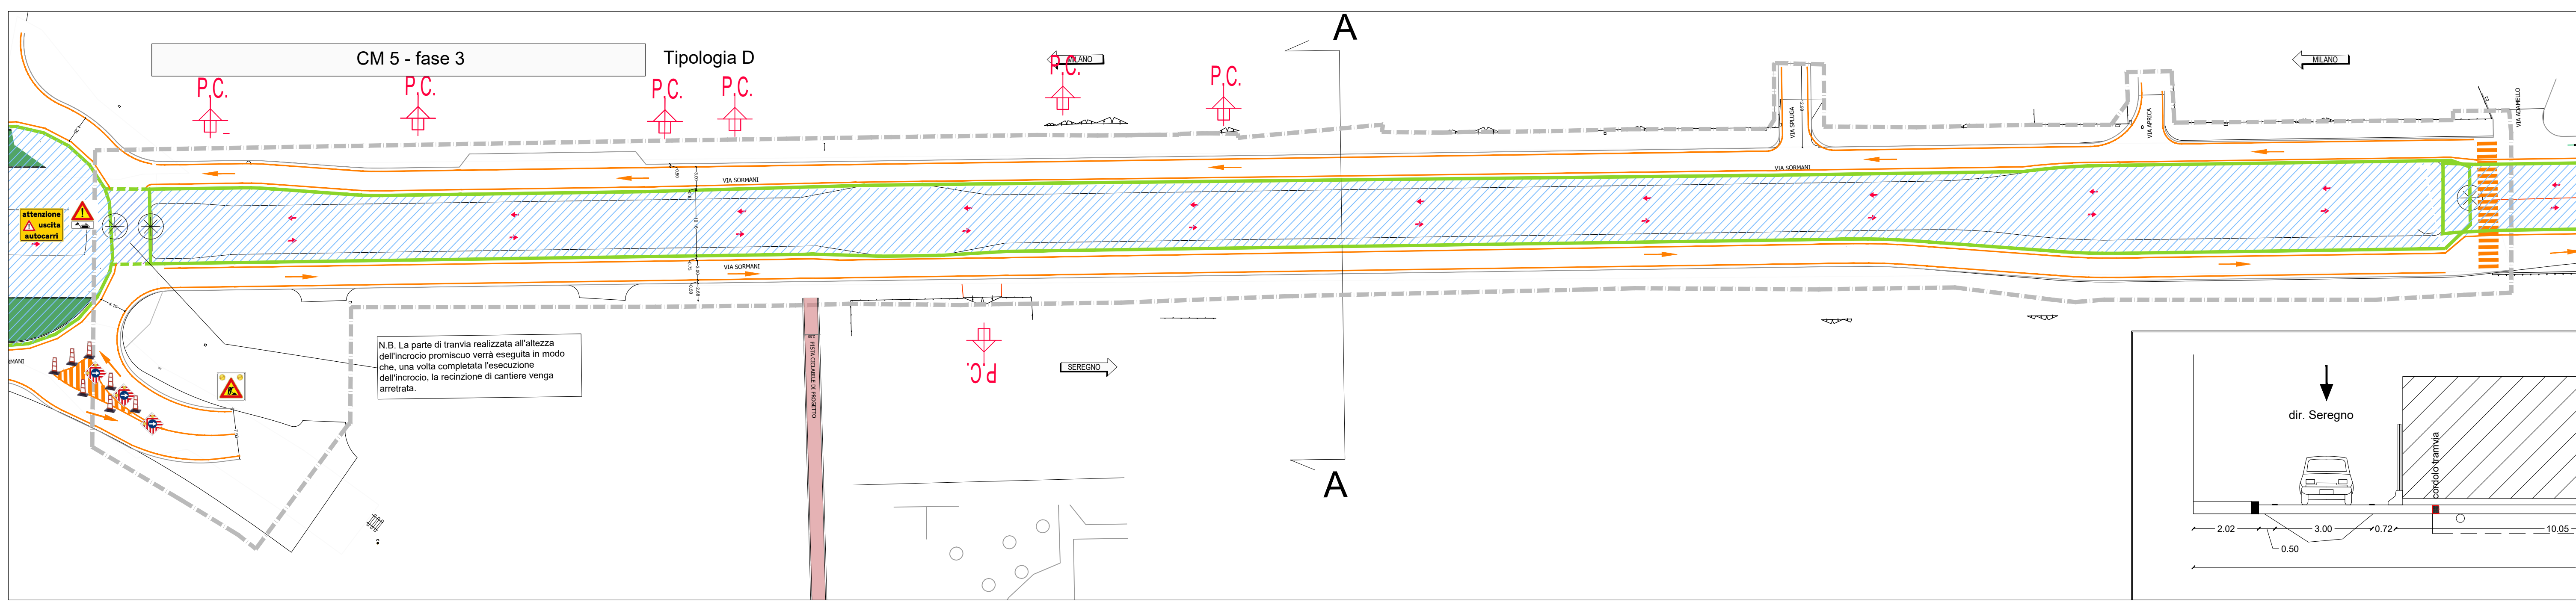 A
CM 5 - fase 3
Tipologia D
MILANO
MILANO
P.C.
P.C.
P.C.
P.C.
P.C.
P.C.
VIA SPLUGA
VIA AFRICA
VIA ADAMELLO
VIA SORMANI
VIA SORMANI
attenzione
uscita
autocarri
VIA SORMANI
N.B. La parte di tranvia realizzata all'altezza
dell'incrocio promiscuo verrà eseguita in modo
che, una volta completata l'esecuzione
dell'incrocio, la recinzione di cantiere venga
arretrata.
PISTA CICLABILE DI PROGETTO
P.C.
SEREGNO
A
dir. Seregno
cordolo tranvia
2.02
3.00
0.72
10.05
0.50